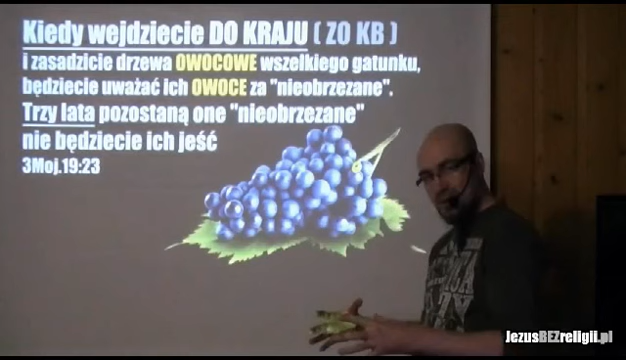 Kiedy wejdziecie DO KRAJU ( ZO KB )
i zasadzicie drzewa OWOCOWE wszelkiego gatunku,
będziecie uważać ich OWOCE za "nieobrzezane".
Trzy lata pozostaną one "nieobrzezane"
nie będziecie ich jeść
3Moj.19:23
JezusBEZreligii.pl